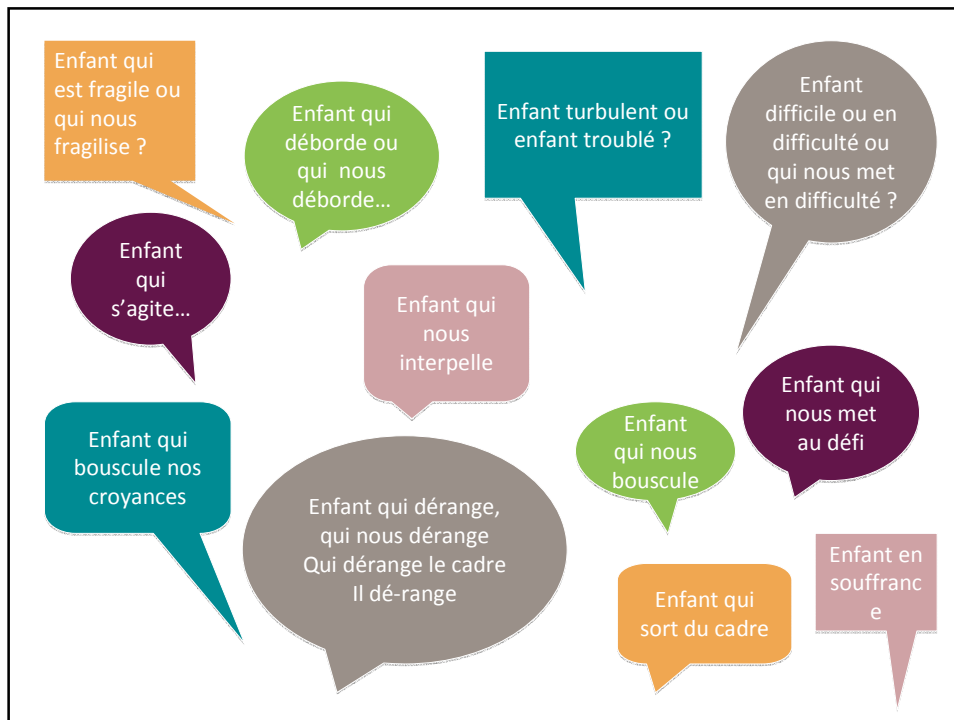 Enfant qui
est fragile ou
qui nous
fragilise ?
Enfant qui
déborde ou
qui nous
déborde…
Enfant turbulent ou
enfant troublé ?
Enfant
difficile ou en
difficulté ou
qui nous met
en difficulté ?
Enfant
qui
s’agite…
Enfant qui
nous
interpelle
Enfant qui
nous met
au défi
Enfant qui
bouscule nos
croyances
Enfant
qui nous
bouscule
Enfant qui dérange,
qui nous dérange
Qui dérange le cadre
Il dé-range
Enfant qui
sort du cadre
Enfant en
souffranc
e